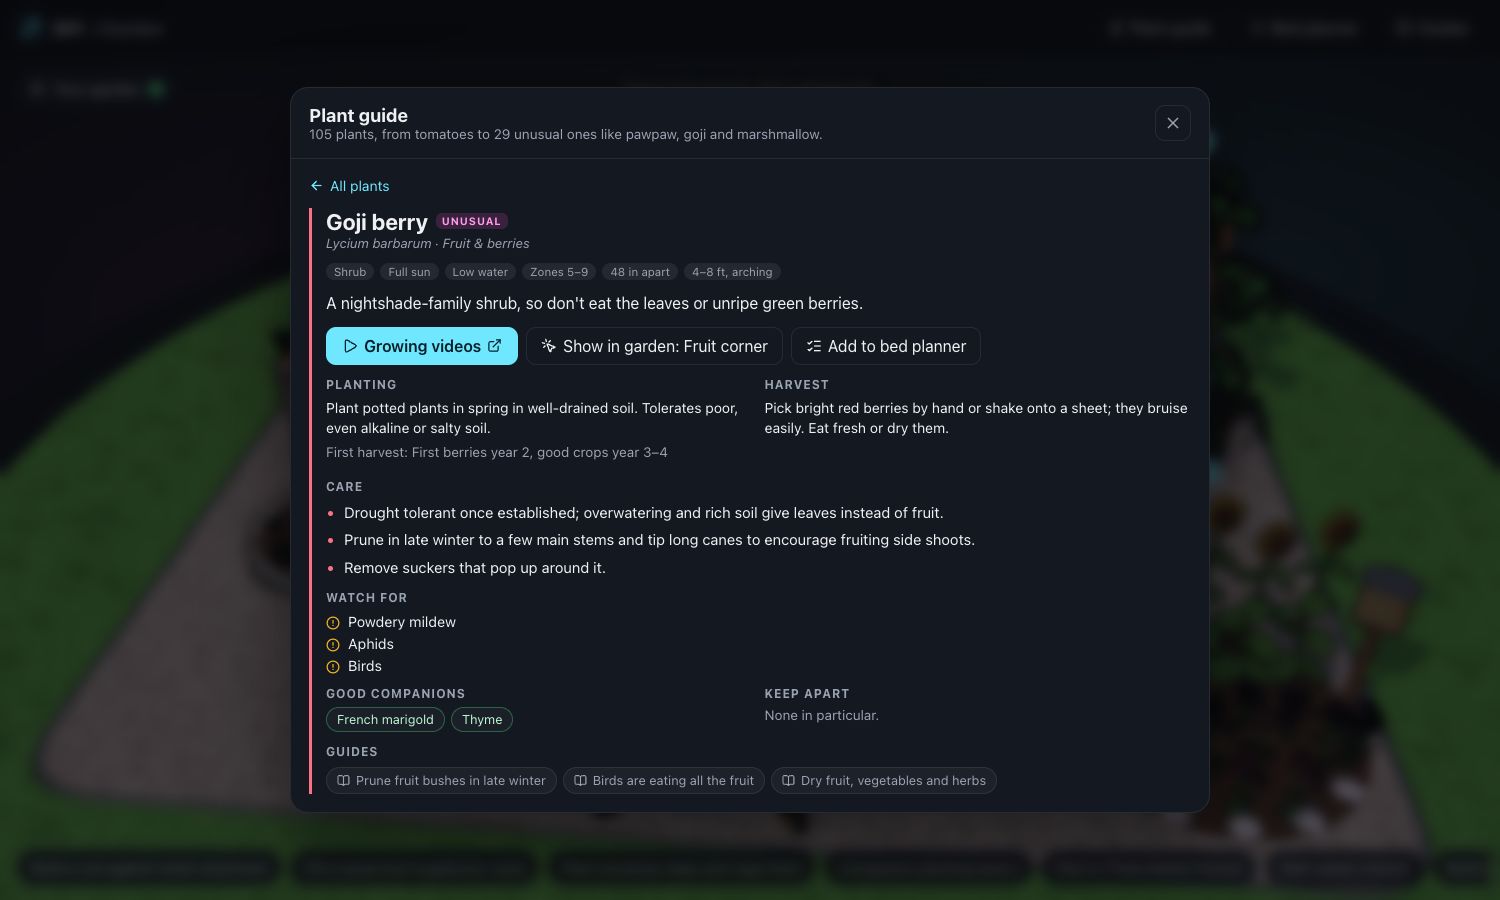 Plant guide
105 plants, from tomatoes to 29 unusual ones like pawpaw, goji and marshmallow.
All plants
Goji berry UNUSUAL
Lycium barbarum · Fruit & berries
Shrub Full sun Low water Zones 5–9 48 in apart 4–8 ft, arching
A nightshade-family shrub, so don't eat the leaves or unripe green berries.
Growing videos Show in garden: Fruit corner Add to bed planner
PLANTING
Plant potted plants in spring in well-drained soil. Tolerates poor,
even alkaline or salty soil.
First harvest: First berries year 2, good crops year 3–4
HARVEST
Pick bright red berries by hand or shake onto a sheet; they bruise
easily. Eat fresh or dry them.
CARE
Drought tolerant once established; overwatering and rich soil give leaves instead of fruit.
Prune in late winter to a few main stems and tip long canes to encourage fruiting side shoots.
Remove suckers that pop up around it.
WATCH FOR
Powdery mildew
Aphids
Birds
GOOD COMPANIONS
French marigold Thyme
KEEP APART
None in particular.
GUIDES
Prune fruit bushes in late winter Birds are eating all the fruit Dry fruit, vegetables and herbs